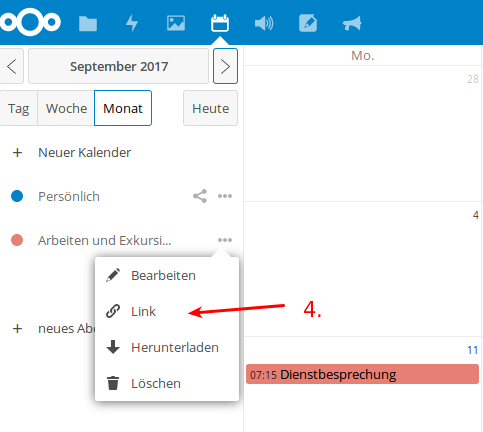 September 2017
Mo.
Tag Woche Monat Heute
28
+ Neuer Kalender
Persönlich
4
Arbeiten und Exkursi...
Bearbeiten
Link
4.
+ neues Abo
Herunterladen
11
Löschen
07:15 Dienstbesprechung